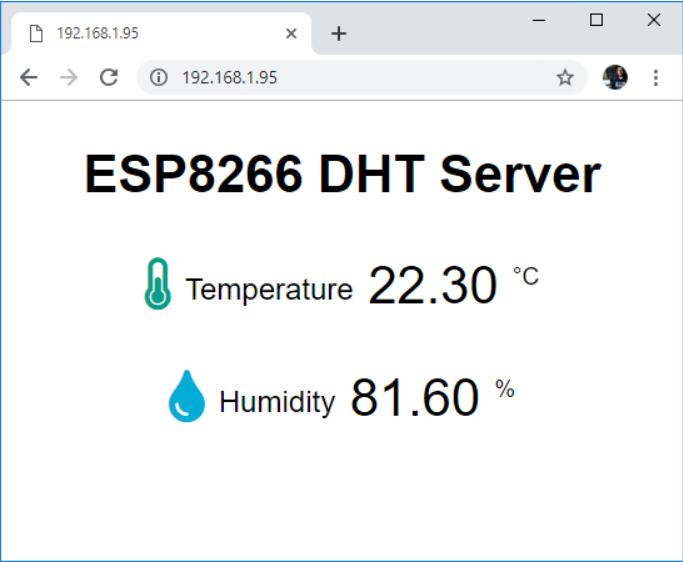 192.168.1.95
192.168.1.95
ESP8266 DHT Server
Temperature 22.30 °C
Humidity 81.60 %